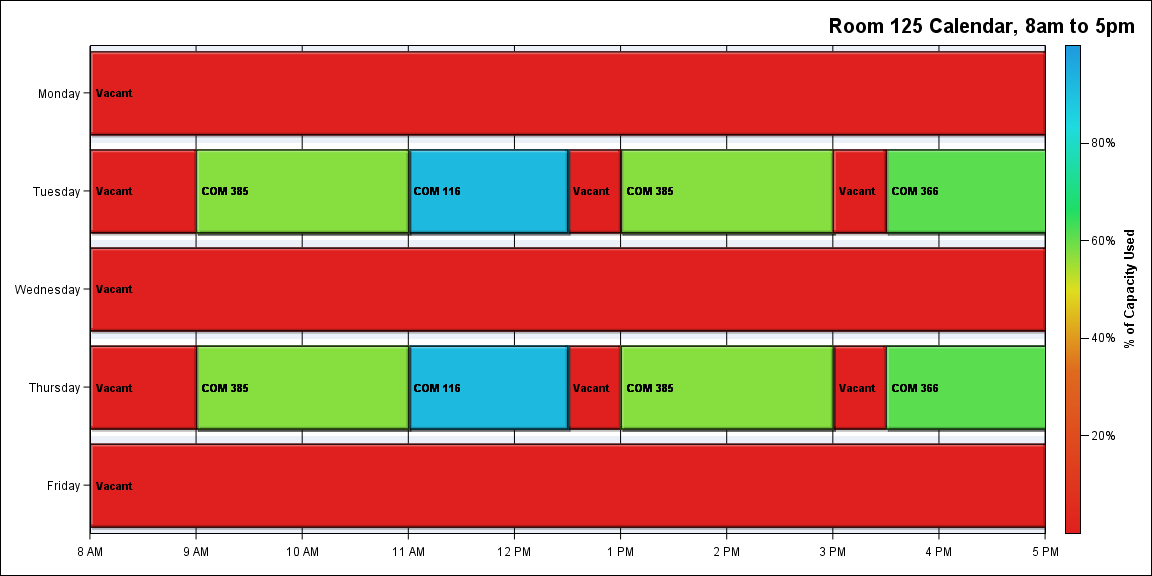 Room 125 Calendar, 8am to 5pm
Monday
Vacant
Tuesday
Vacant
COM 385
COM 116
Vacant
COM 385
Vacant
COM 366
Wednesday
Vacant
Thursday
Vacant
COM 385
COM 116
Vacant
COM 385
Vacant
COM 366
Friday
Vacant
8 AM
9 AM
10 AM
11 AM
12 PM
1 PM
2 PM
3 PM
4 PM
5 PM
80%
60%
40%
20%
% of Capacity Used